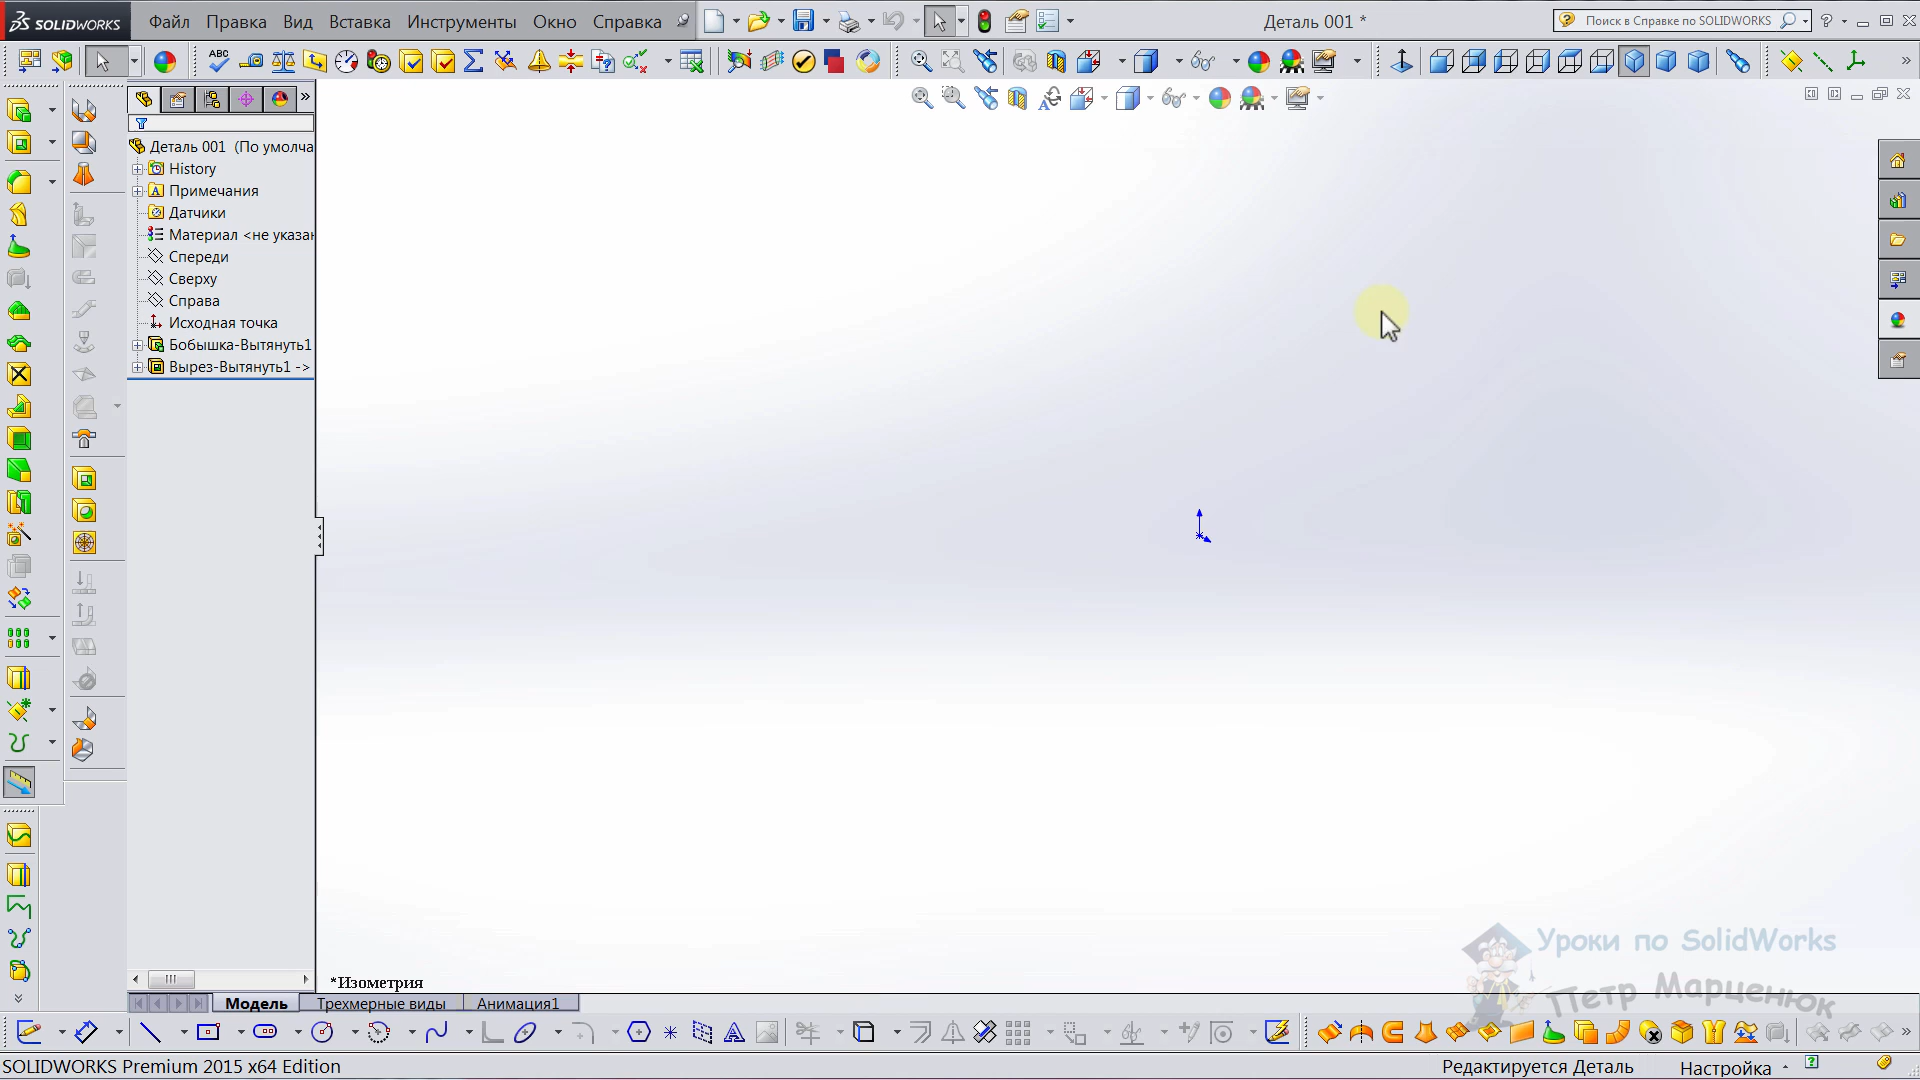 SOLIDWORKS
Файл Правка Вид Вставка Инструменты Окно Справка
Деталь 001 *
Поиск в Справке по SOLIDWORKS
ABC
Деталь 001 (По умолча
History
Примечания
Датчики
Материал <не указан
Спереди
Сверху
Справа
Исходная точка
Бобышка-Вытянуть1
Вырез-Вытянуть1 ->
Уроки по SolidWorks
Петр Марценюк
*Изометрия
Модель Трехмерные виды Анимация1
SOLIDWORKS Premium 2015 x64 Edition
Редактируется Деталь
Настройка